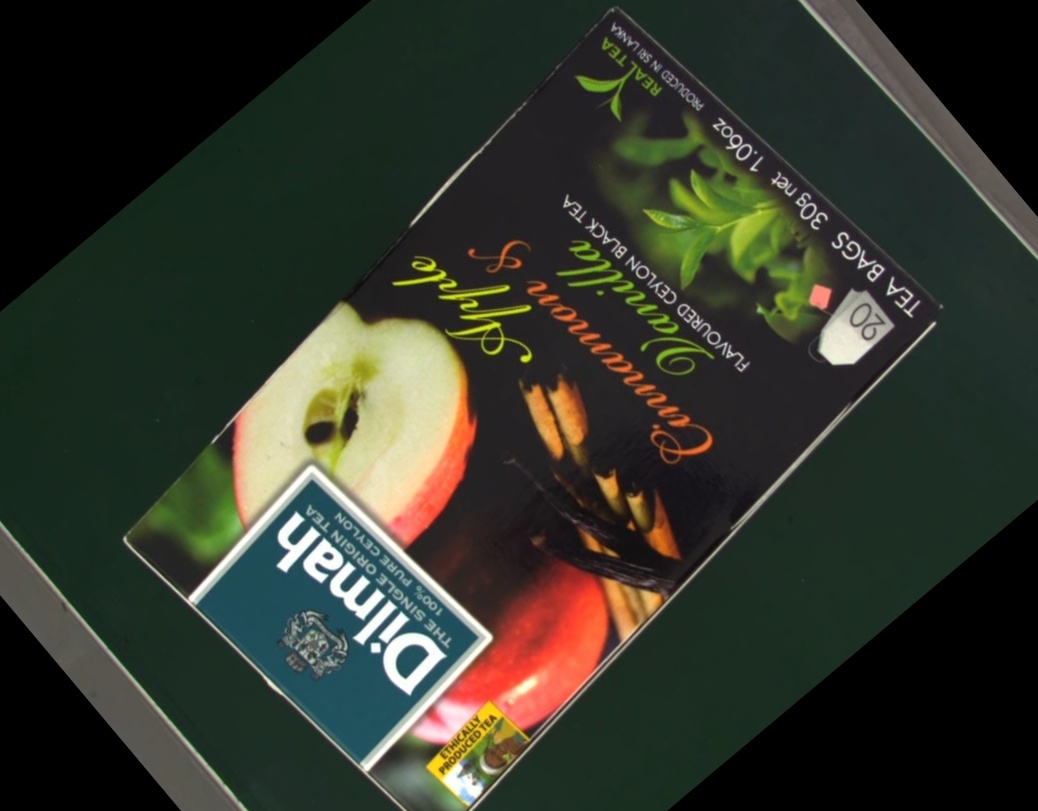 Dilmah
THE SINGLE ORIGIN TEA
100% PURE CEYLON
ETHICALLY
PRODUCED TEA
Apple
Cinnamon &
Vanilla
FLAVOURED CEYLON BLACK TEA
20
TEA BAGS 30g net 1.06oz
REAL TEA
PRODUCED IN SRI LANKA